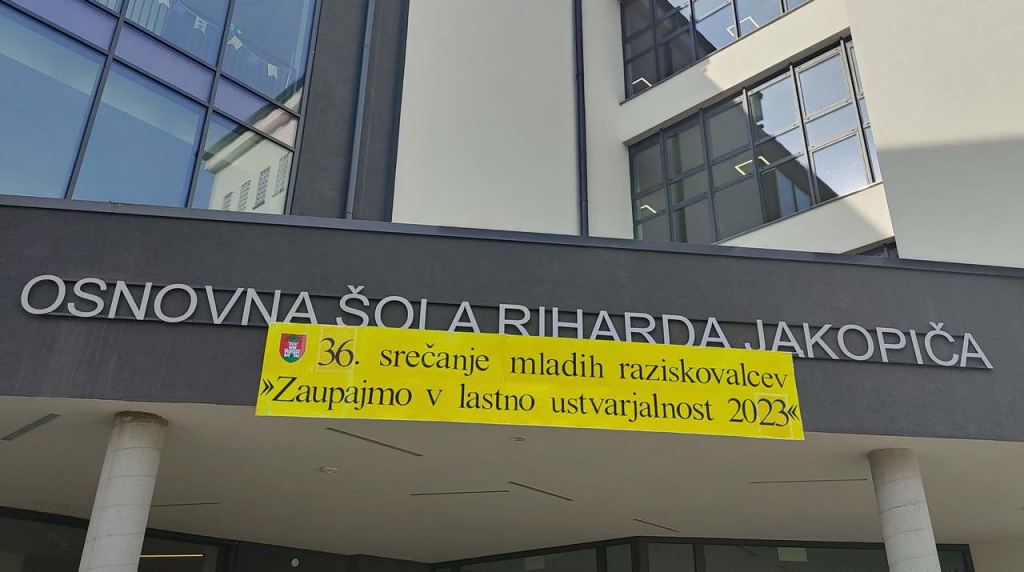 OSNOVNA ŠOLA RIHARDA JAKOPIČA
36. srečanje mladih raziskovalcev
»Zaupajmo v lastno ustvarjalnost 2023«